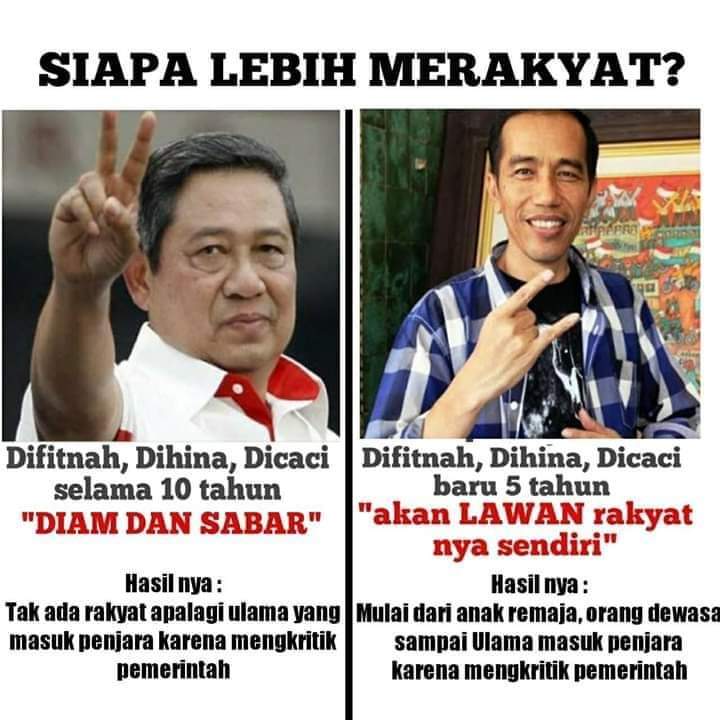 SIAPA LEBIH MERAKYAT?
Difitnah, Dihina, Dicaci
selama 10 tahun
"DIAM DAN SABAR"
Hasil nya :
Tak ada rakyat apalagi ulama yang
masuk penjara karena mengkritik
pemerintah
Difitnah, Dihina, Dicaci
baru 5 tahun
"akan LAWAN rakyat
nya sendiri"
Hasil nya :
Mulai dari anak remaja, orang dewasa
sampai Ulama masuk penjara
karena mengkritik pemerintah